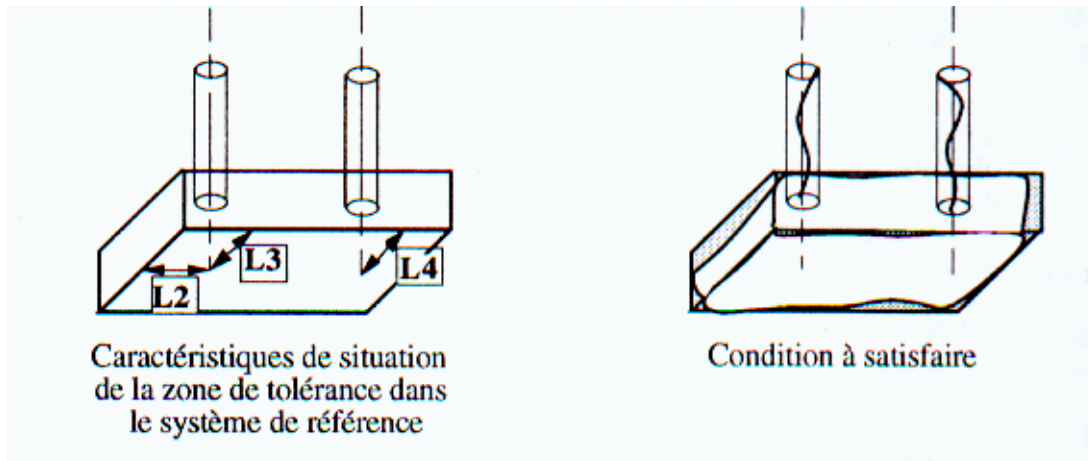 L3
L4
L2
Caractéristiques de situation
de la zone de tolérance dans
le système de référence
Condition à satisfaire